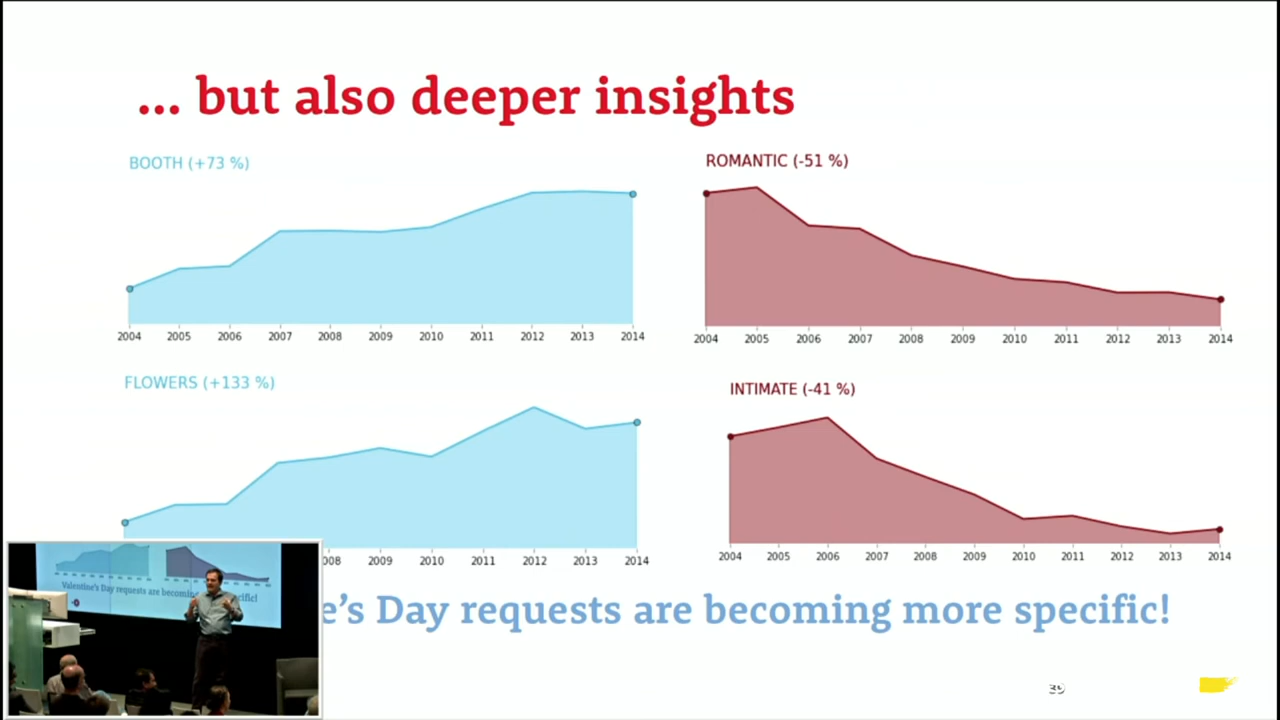 ... but also deeper insights
BOOTH (+73 %)
2004 2005 2006 2007 2008 2009 2010 2011 2012 2013 2014
ROMANTIC (-51 %)
2004 2005 2006 2007 2008 2009 2010 2011 2012 2013 2014
FLOWERS (+133 %)
2009 2010 2011 2012 2013 2014
INTIMATE (-41 %)
2004 2005 2006 2007 2008 2009 2010 2011 2012 2013 2014
e's Day requests are becoming more specific!
Valentine's Day requests are becoming
39